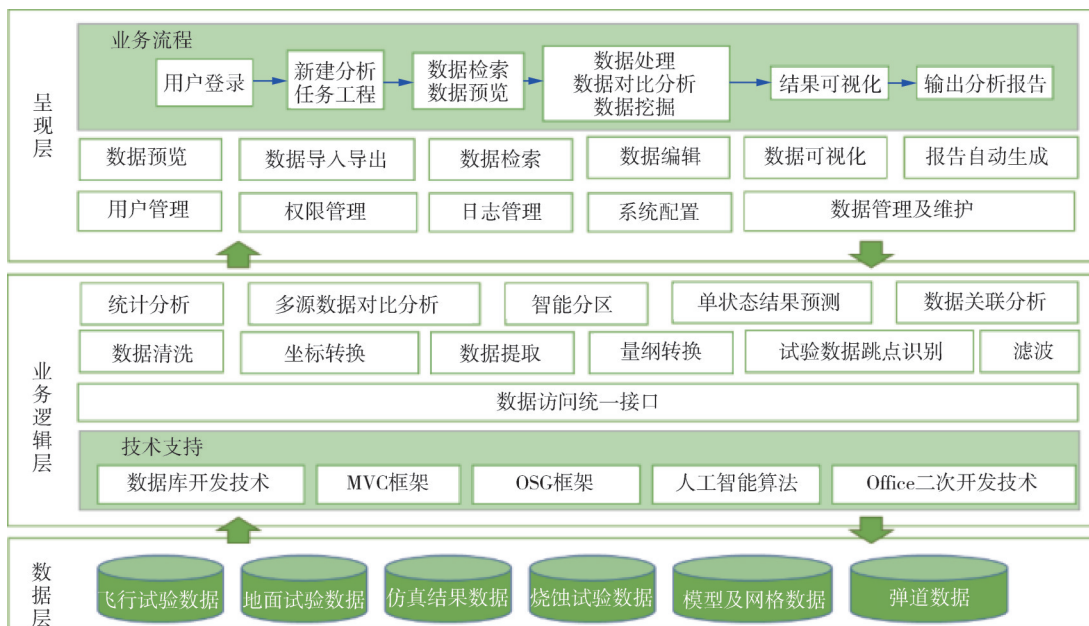 呈现层
业务流程
用户登录
新建分析
任务工程
数据检索
数据预览
数据处理
数据对比分析
数据挖掘
结果可视化
输出分析报告
数据预览
数据导入导出
数据检索
数据编辑
数据可视化
报告自动生成
用户管理
权限管理
日志管理
系统配置
数据管理及维护
业务逻辑层
统计分析
多源数据对比分析
智能分区
单状态结果预测
数据关联分析
数据清洗
坐标转换
数据提取
量纲转换
试验数据跳点识别
滤波
数据访问统一接口
技术支持
数据库开发技术
MVC框架
OSG框架
人工智能算法
Office二次开发技术
数据层
飞行试验数据
地面试验数据
仿真结果数据
烧蚀试验数据
模型及网格数据
弹道数据